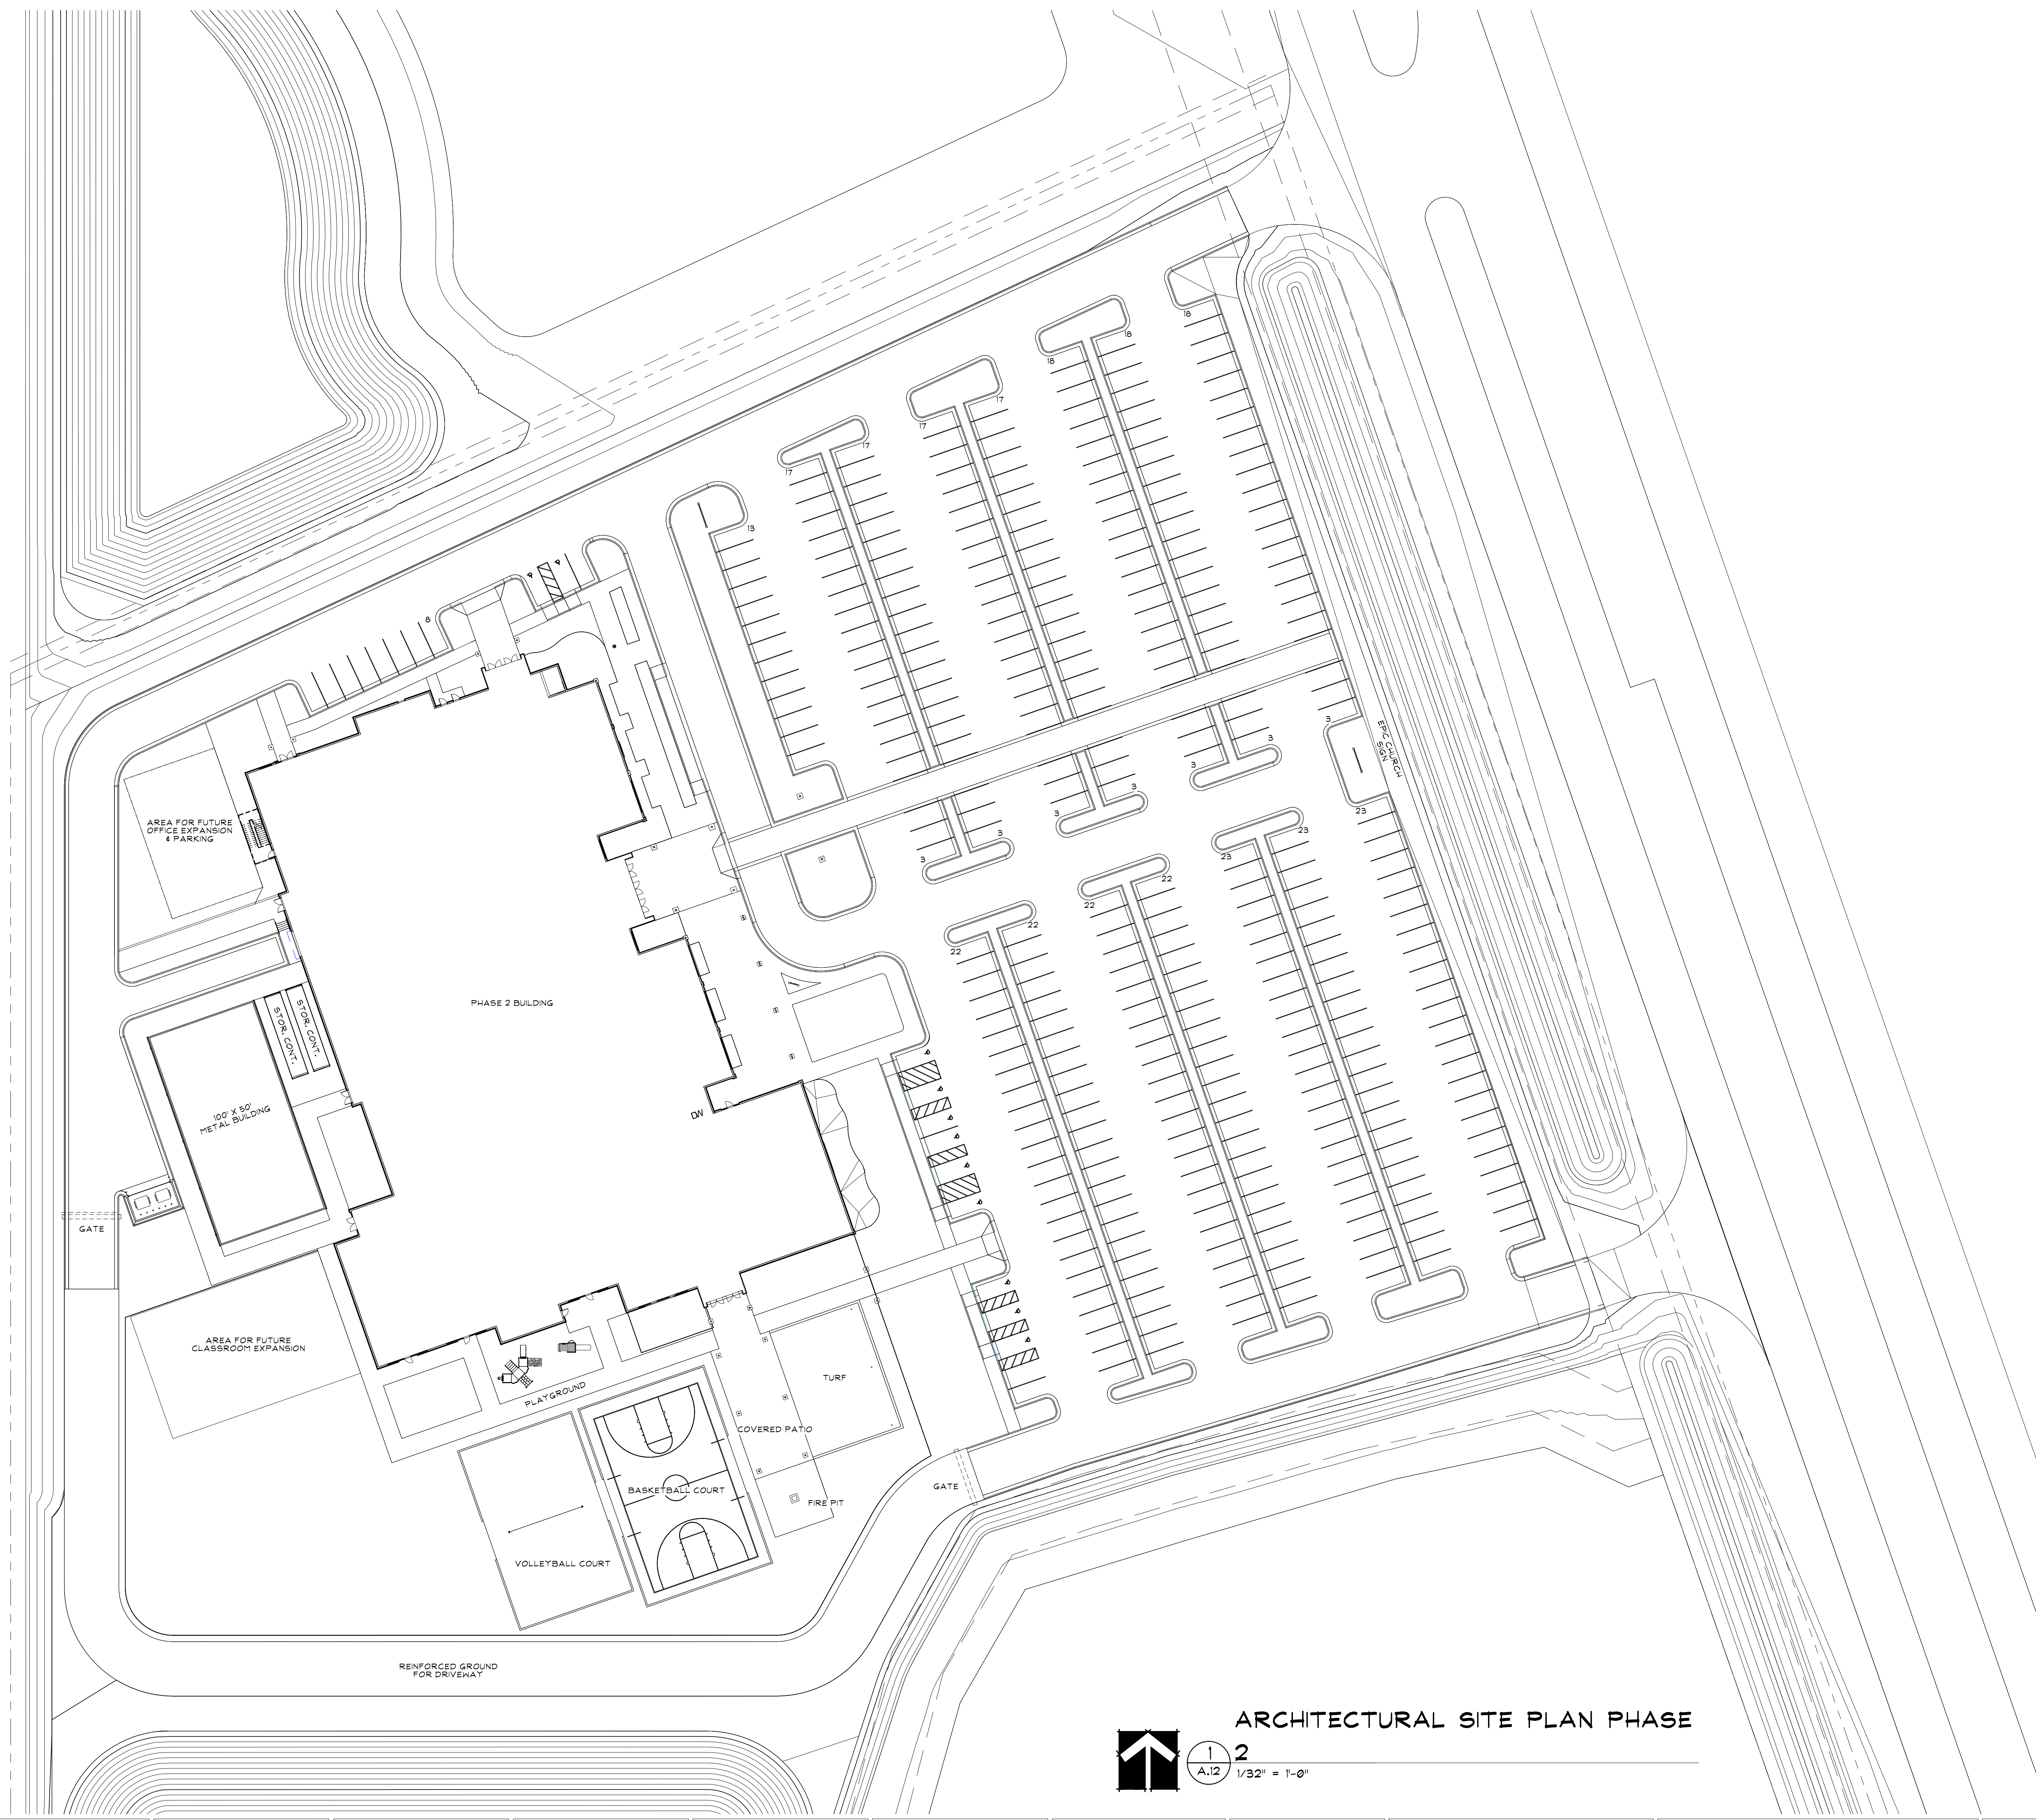 18
18
18
17
17
17
17
13
8
3
EPIC CHURCH
SIGN
3
3
3
3
3
3
23
23
23
22
22
22
22
AREA FOR FUTURE
OFFICE EXPANSION
& PARKING
PHASE 2 BUILDING
STOR. CONT.
STOR. CONT.
100' X 50'
METAL BUILDING
DW
GATE
AREA FOR FUTURE
CLASSROOM EXPANSION
PLAYGROUND
TURF
COVERED PATIO
BASKETBALL COURT
FIRE PIT
GATE
VOLLEYBALL COURT
REINFORCED GROUND
FOR DRIVEWAY
ARCHITECTURAL SITE PLAN PHASE
2
1
A.12
1/32" = 1'-0"